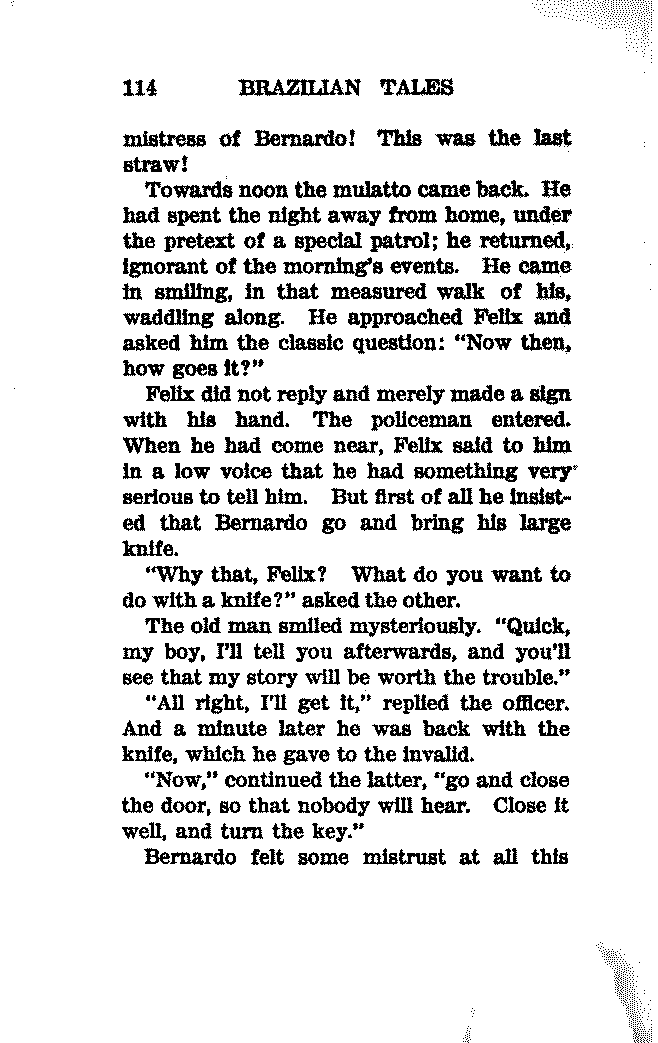 114 BRAZILIAN TALES
mistress of Bernardo! This was the last
straw!
Towards noon the mulatto came back. He
had spent the night away from home, under
the pretext of a special patrol; he returned,
ignorant of the morning's events. He came
in smiling, in that measured walk of his,
waddling along. He approached Felix and
asked him the classic question: "Now then,
how goes it?"
Felix did not reply and merely made a sign
with his hand. The policeman entered.
When he had come near, Felix said to him
in a low voice that he had something very
serious to tell him. But first of all he insist-
ed that Bernardo go and bring his large
knife.
"Why that, Felix? What do you want to
do with a knife?" asked the other.
The old man smiled mysteriously. "Quick,
my boy, I'll tell you afterwards, and you'll
see that my story will be worth the trouble."
"All right, I'll get it," replied the officer.
And a minute later he was back with the
knife, which he gave to the invalid.
"Now," continued the latter, "go and close
the door, so that nobody will hear. Close it
well, and turn the key."
Bernardo felt some mistrust at all this